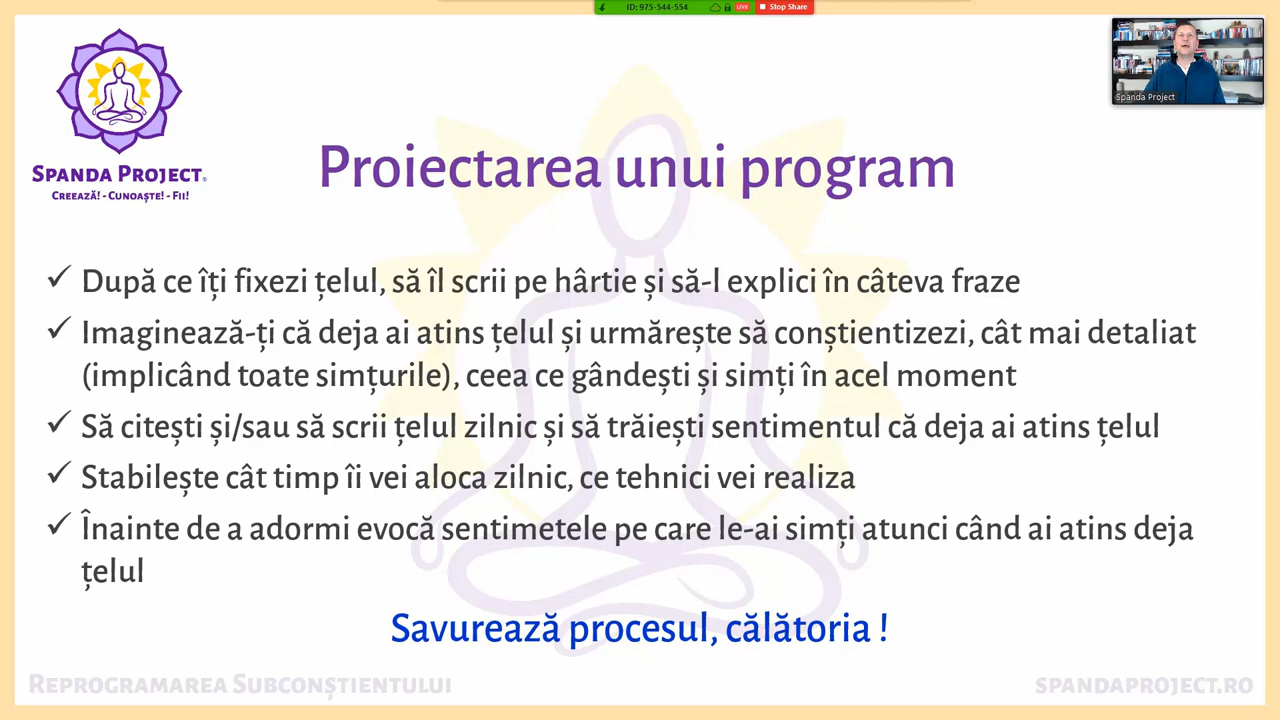 ID: 975-544-554
LIVE
Stop Share
Spanda Project
SPANDA PROJECT®
CREEAZĂ! - CUNOAȘTE! - FII!
Proiectarea unui program
✓ După ce îți fixezi țelul, să îl scrii pe hârtie și să-l explici în câteva fraze
✓ Imaginează-ți că deja ai atins țelul și urmărește să conștientizezi, cât mai detaliat
(implicând toate simțurile), ceea ce gândești și simți în acel moment
✓ Să citești și/sau să scrii țelul zilnic și să trăiești sentimentul că deja ai atins țelul
✓ Stabilește cât timp îi vei aloca zilnic, ce tehnici vei realiza
✓ Înainte de a adormi evocă sentimetele pe care le-ai simți atunci când ai atins deja
țelul
Savurează procesul, călătoria !
REPROGRAMAREA SUBCONȘTIENTULUI
SPANDAPROJECT.RO